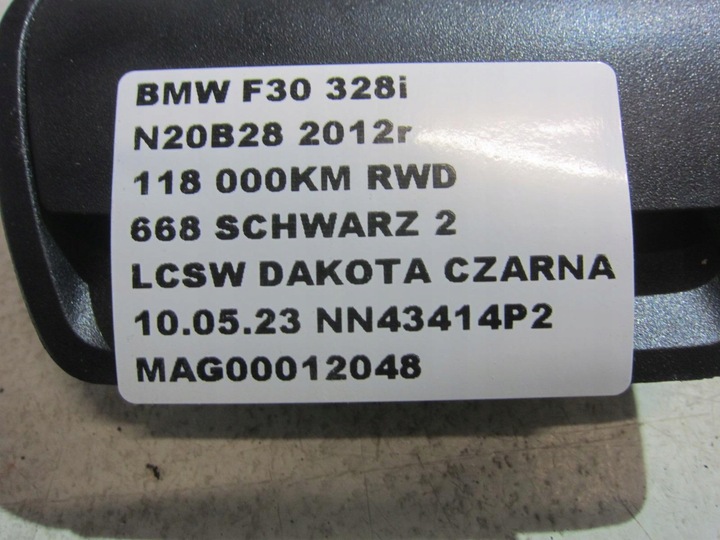 BMW F30 328i
N20B28 2012r
118 000KM RWD
668 SCHWARZ 2
LCSW DAKOTA CZARNA
10.05.23 NN43414P2
MAG00012048